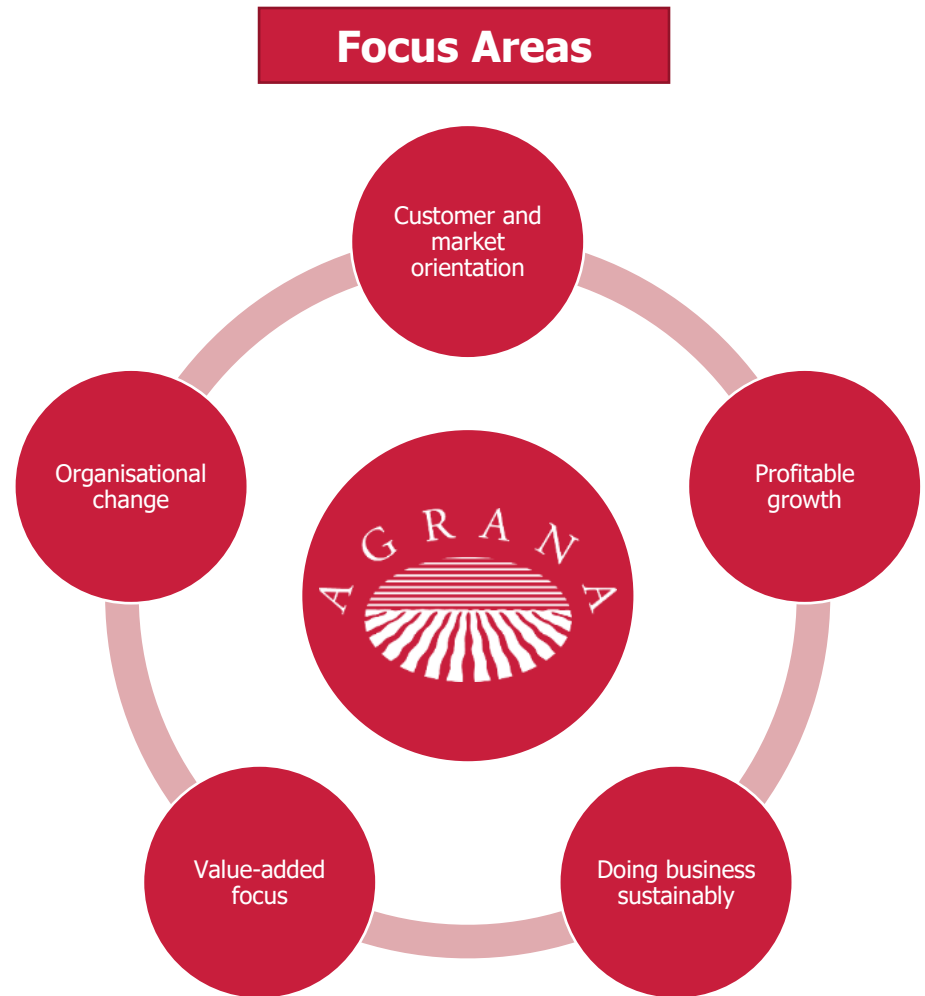 Focus Areas
Customer and
market
orientation
Organisational
change
Profitable
growth
AGRANA
Value-added
focus
Doing business
sustainably